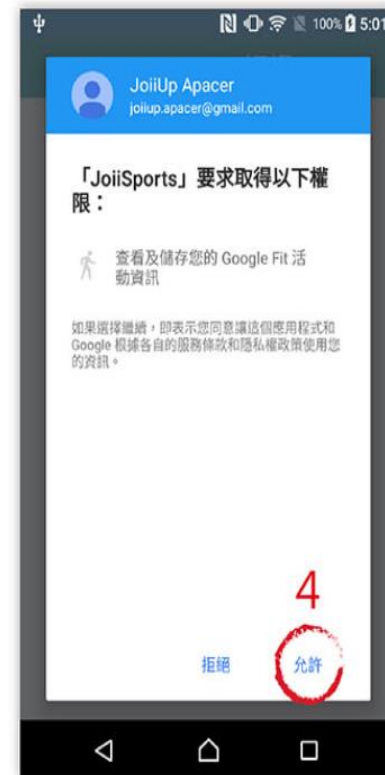 100% 5:01
JoiiUp Apacer
joiiup.apacer@gmail.com
「JoiiSports」要求取得以下權
限：
查看及儲存您的 Google Fit 活
動資訊
如果選擇繼續，即表示您同意讓這個應用程式和
Google 根據各自的服務條款和隱私權政策使用您
的資訊。
4
拒絕 允許